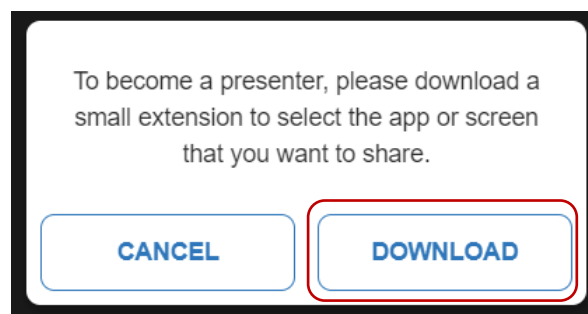 To become a presenter, please download a
small extension to select the app or screen
that you want to share.
CANCEL
DOWNLOAD